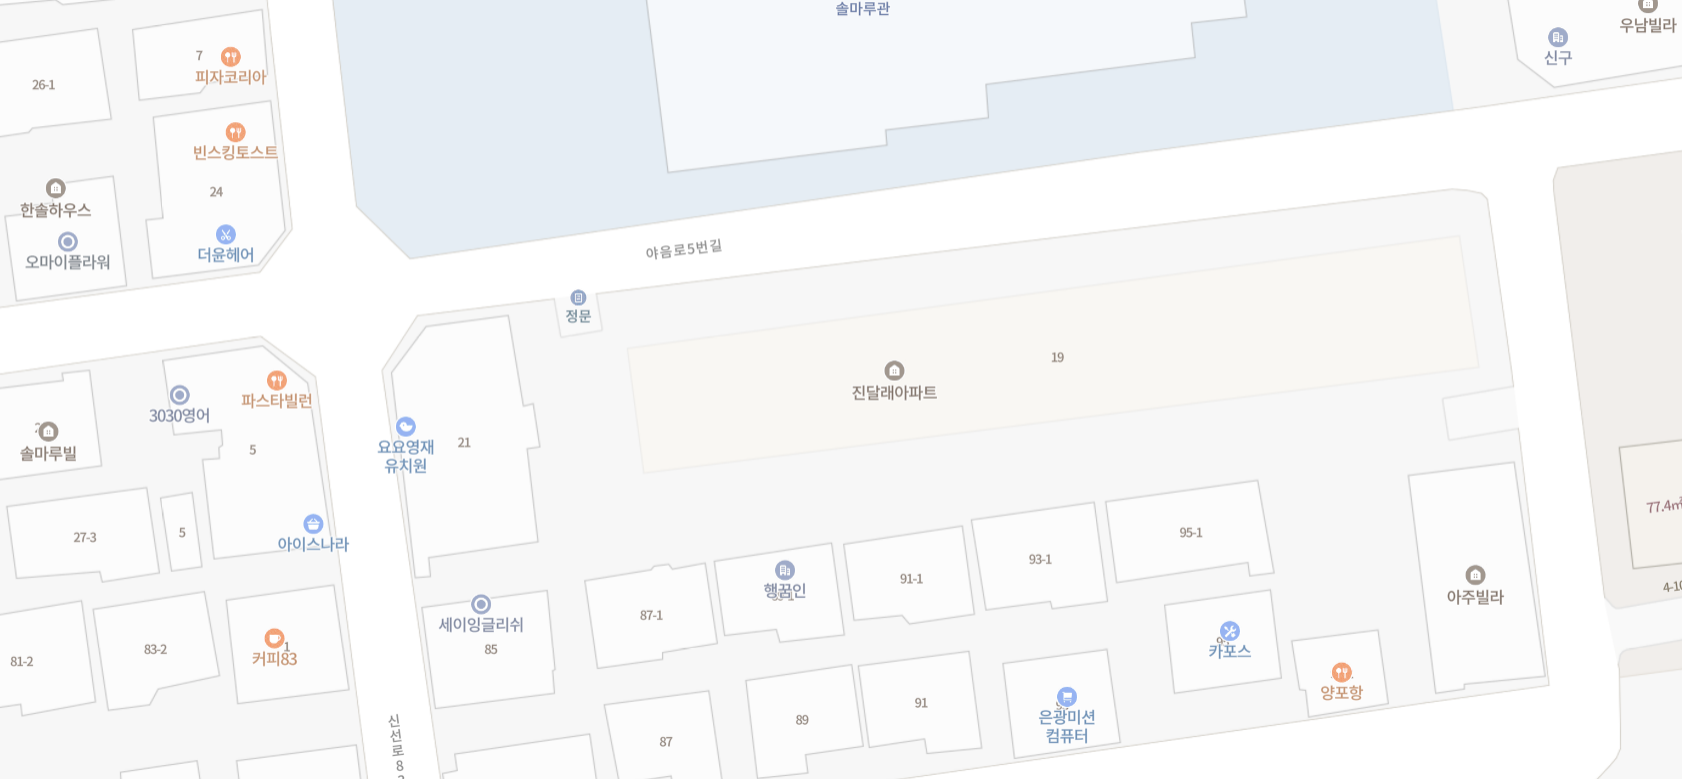 솔마루관
우남빌라
신구
7
피자코리아
26-1
빈스킹토스트
24
한솔하우스
더윤헤어
오마이플라워
야음로5번길
정문
19
진달래아파트
3030영어
파스타빌런
솔마루빌
5
요요영재
유치원
21
77.4㎡
27-3
5
아이스나라
95-1
93-1
91-1
행꿈인
87-1
아주빌라
4-10
세이잉글리쉬
85
83-2
81-2
1
커피83
카포스
양포항
91
89
87
은광미션
컴퓨터
신선로8